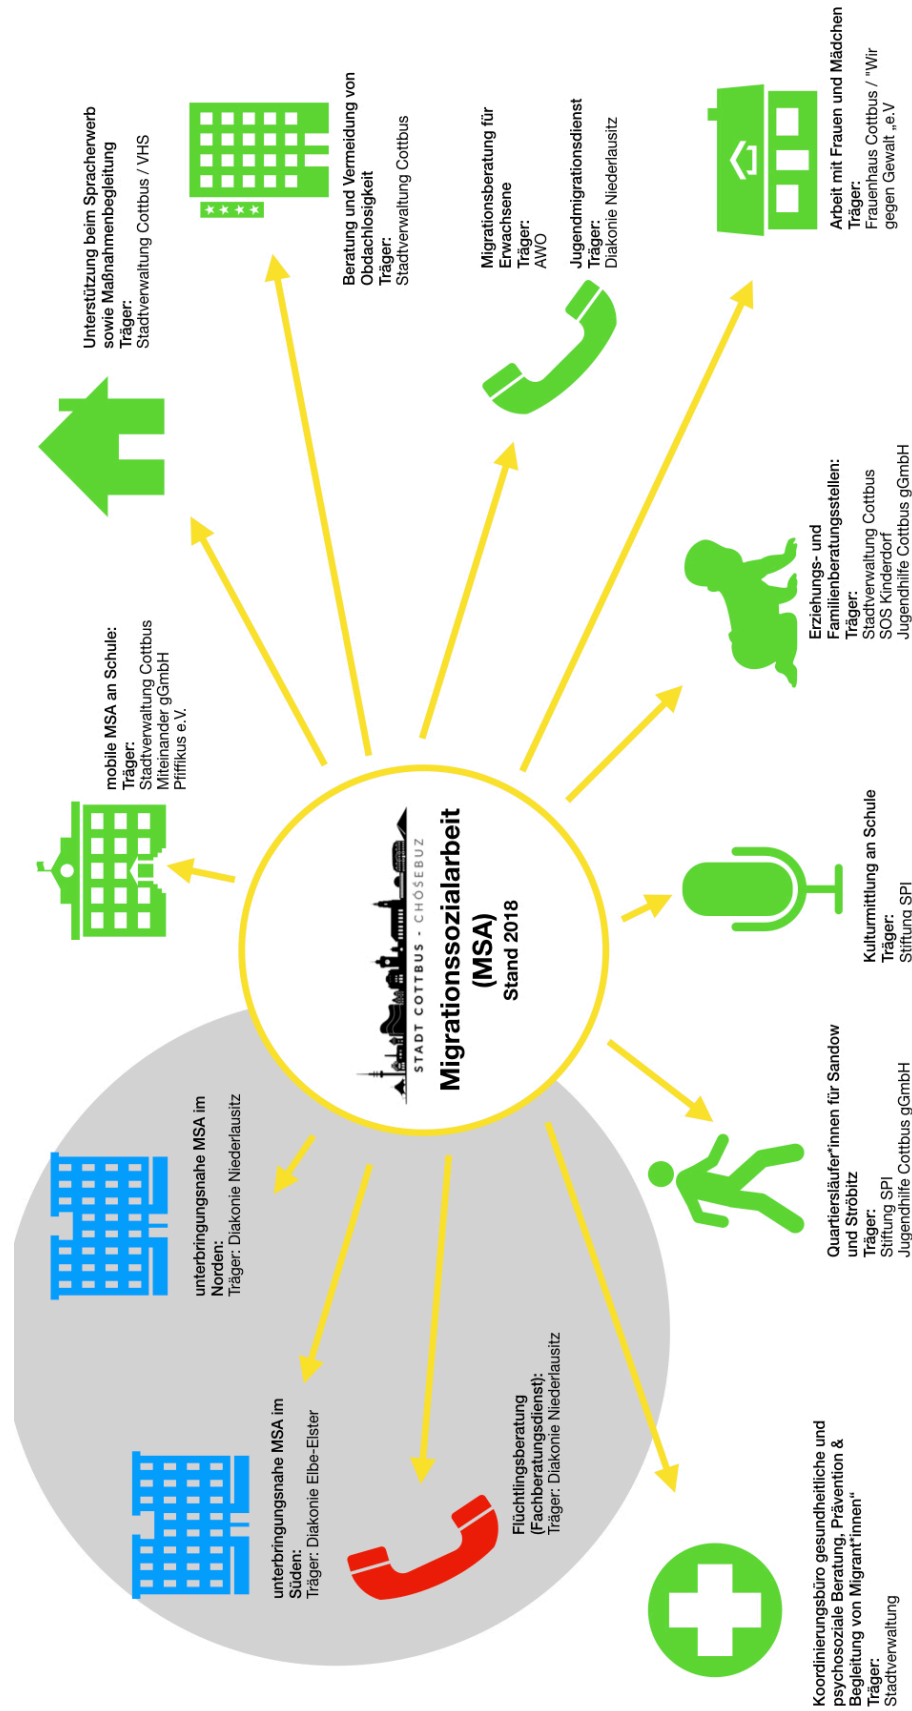 unterbringungsnahe MSA im
Norden:
Träger: Diakonie Niederlausitz
mobile MSA an Schule:
Träger:
Stadtverwaltung Cottbus
Miteinander gGmbH
Pfiffikus e.V.
Unterstützung beim Spracherwerb
sowie Maßnahmenbegleitung
Träger:
Stadtverwaltung Cottbus / VHS
unterbringungsnahe MSA im
Süden:
Träger: Diakonie Elbe-Elster
Beratung und Vermeidung von
Obdachlosigkeit
Träger:
Stadtverwaltung Cottbus
STADT COTTBUS - CHÓŚEBUZ
Migrationssozialarbeit
(MSA)
Stand 2018
Migrationsberatung für
Erwachsene
Träger:
AWO
Jugendmigrationsdienst
Träger:
Diakonie Niederlausitz
Flüchtlingsberatung
(Fachberatungsdienst):
Träger: Diakonie Niederlausitz
Koordinierungsbüro gesundheitliche und
psychosoziale Beratung, Prävention &
Begleitung von Migrant*innen“
Träger:
Stadtverwaltung
Quartiersläufer*innen für Sandow
und Ströbitz
Träger:
Stiftung SPI
Jugendhilfe Cottbus gGmbH
Kulturmittlung an Schule
Träger:
Stiftung SPI
Erziehungs- und
Familienberatungsstellen:
Träger:
Stadtverwaltung Cottbus
SOS Kinderdorf
Jugendhilfe Cottbus gGmbH
Arbeit mit Frauen und Mädchen
Träger:
Frauenhaus Cottbus / "Wir
gegen Gewalt „e.V